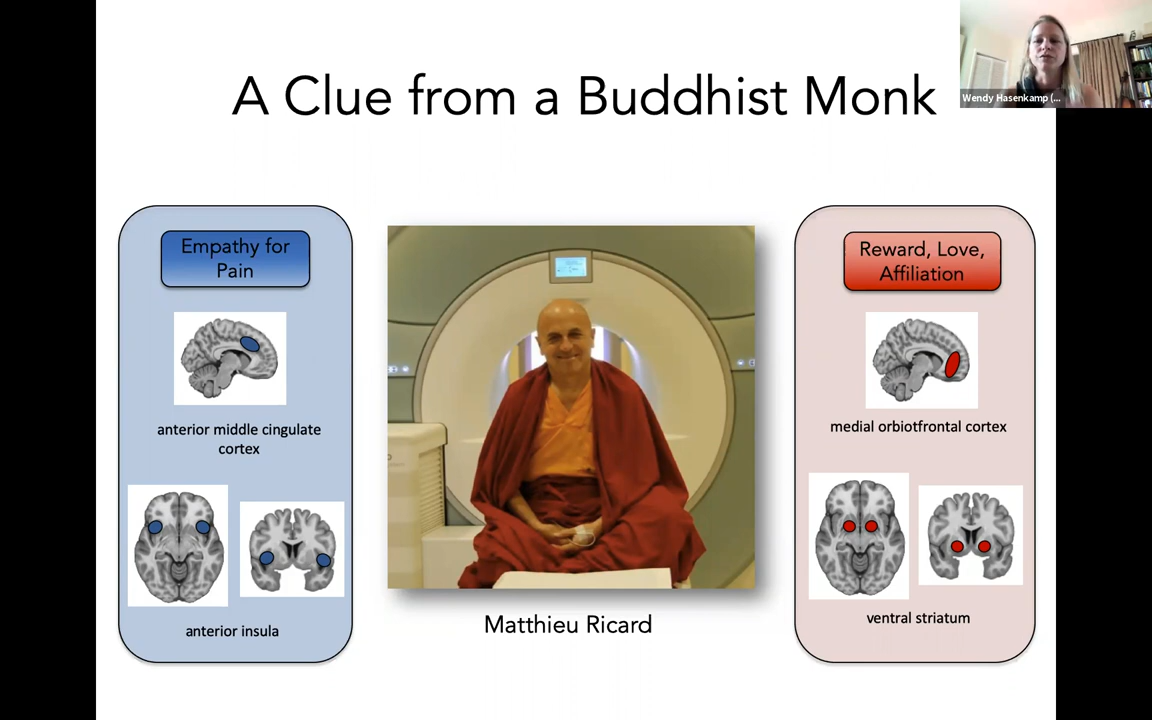 A Clue from a Buddhist Monk
Wendy Hasenkamp (...
Empathy for
Pain
anterior middle cingulate
cortex
anterior insula
Matthieu Ricard
Reward, Love,
Affiliation
medial orbiotfrontal cortex
ventral striatum